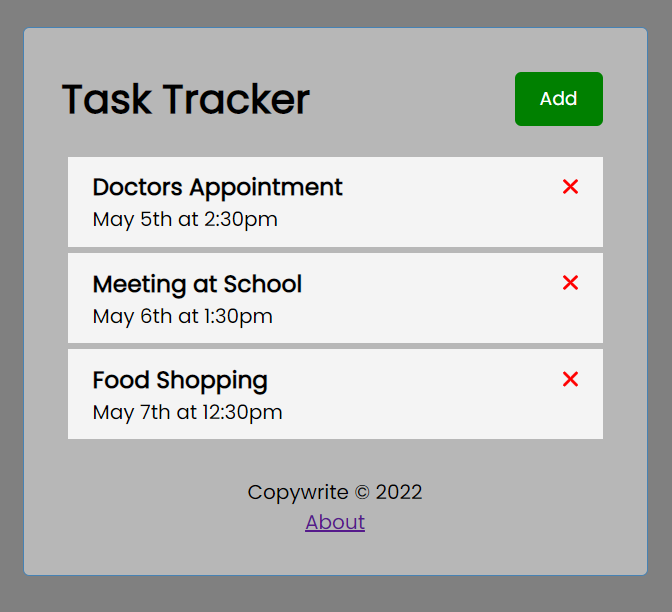 Task Tracker
Add
Doctors Appointment
May 5th at 2:30pm
Meeting at School
May 6th at 1:30pm
Food Shopping
May 7th at 12:30pm
Copywrite © 2022
About